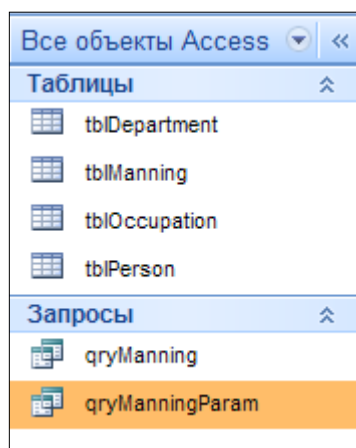 Все объекты Access
Таблицы
tblDepartment
tblManning
tblOccupation
tblPerson
Запросы
qryManning
qryManningParam